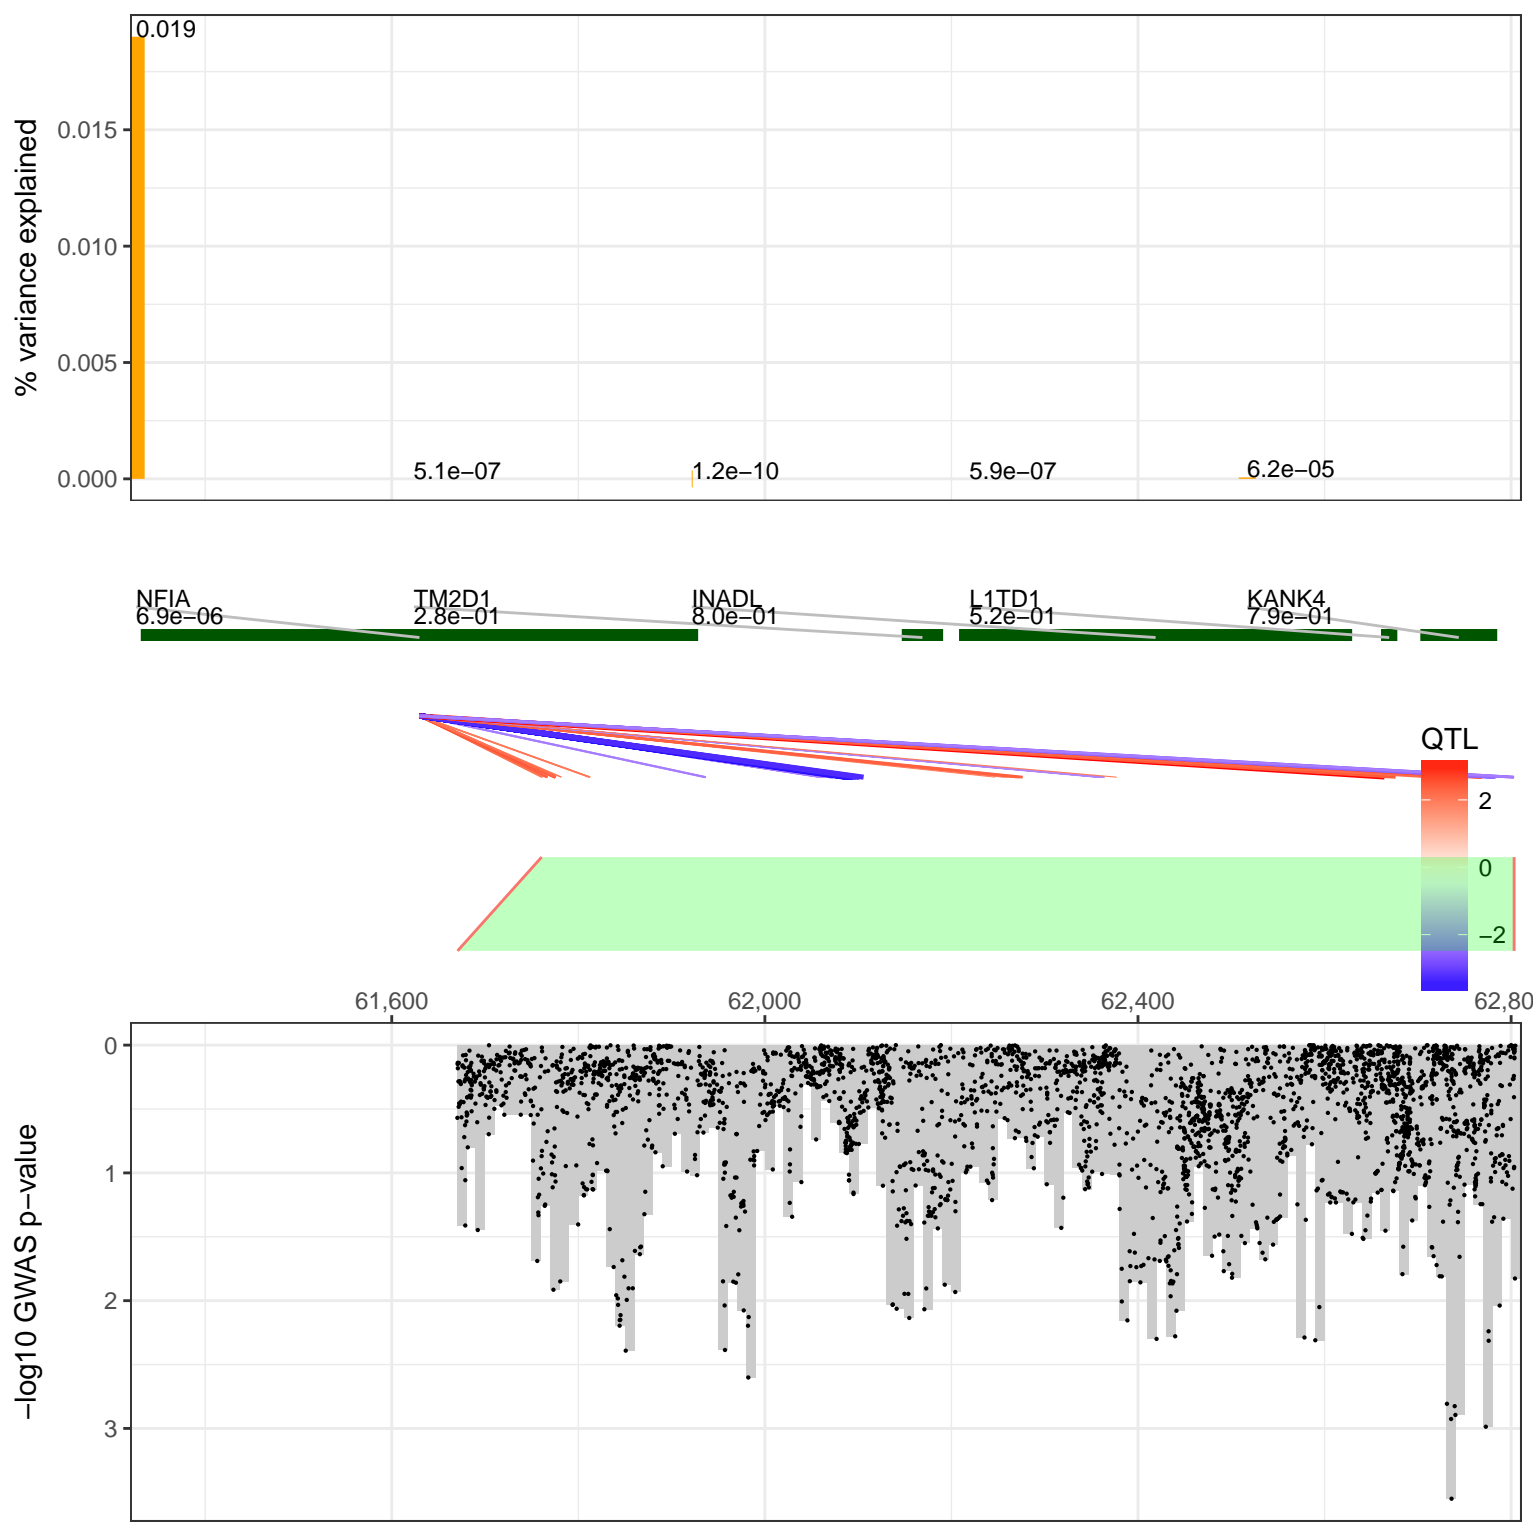 0.019
% variance explained
0.015
0.010
0.005
0.000
5.1e−07
1.2e−10
5.9e−07
6.2e−05
NFIA
6.9e−06
TM2D1
2.8e−01
INADL
8.0e−01
L1TD1
5.2e−01
KANK4
7.9e−01
QTL
2
0
−2
61,600
62,000
62,400
62,80
−log10 GWAS p−value
0
1
2
3